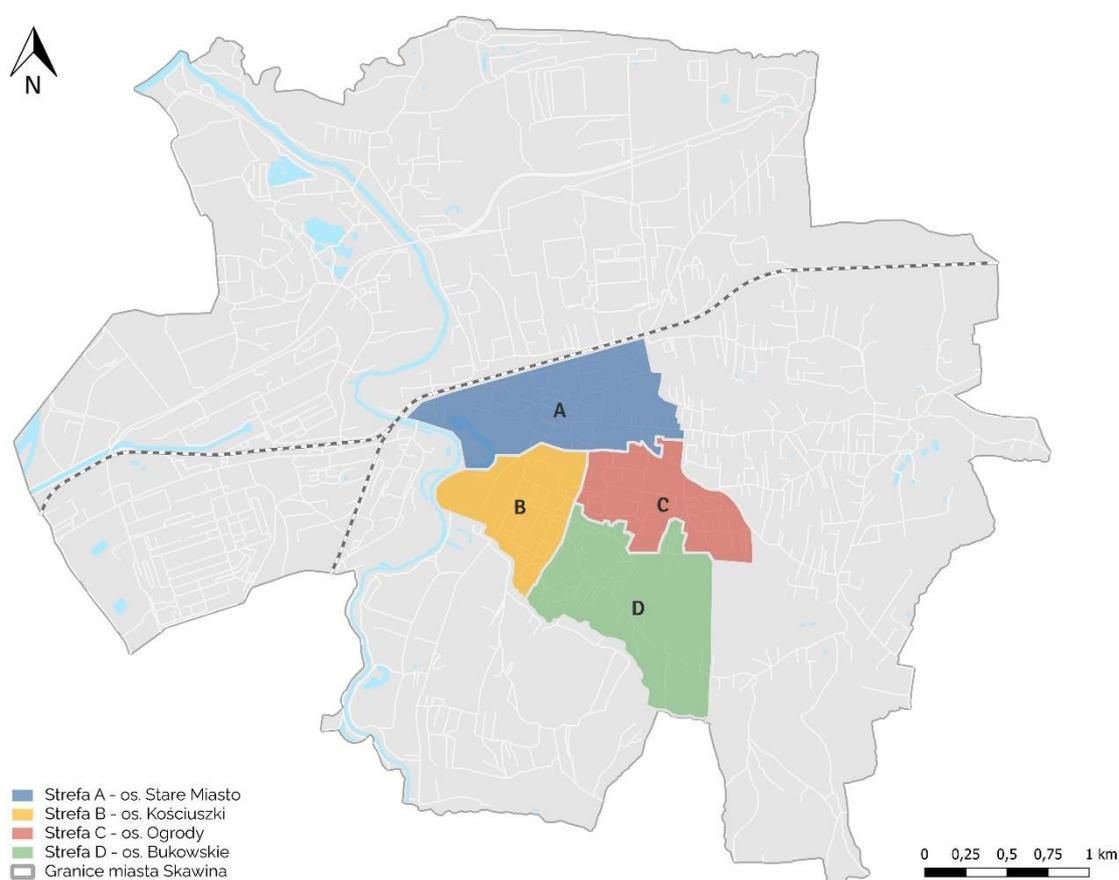 N
A
B
C
D
Strefa A - os. Stare Miasto
Strefa B - os. Kościuszki
Strefa C - os. Ogrody
Strefa D - os. Bukowskie
Granice miasta Skawina
0 0,25 0,5 0,75 1 km